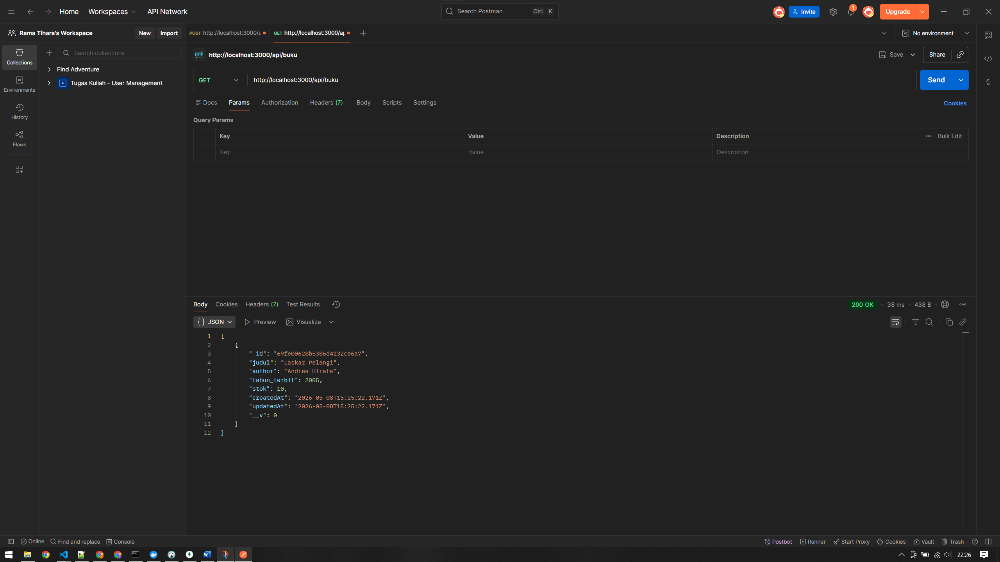 Home
Workspaces
API Network
Search Postman
Ctrl K
Invite
1
Upgrade
Rama Tihara's Workspace
New
Import
POST http://localhost:3000/a
GET http://localhost:3000/ap
No environment
Collections
Environments
History
Flows
Search collections
Find Adventure
Tugas Kuliah - User Management
HTTP http://localhost:3000/api/buku
Save
Share
GET
http://localhost:3000/api/buku
Send
Docs
Params
Authorization
Headers (7)
Body
Scripts
Settings
Cookies
Query Params
Key Value Description Bulk Edit
Key Value Description
Body
Cookies
Headers (7)
Test Results
200 OK
38 ms
438 B
{} JSON
Preview
Visualize
1 [
2 {
3 "_id": "69fe00628b5386d4132ce6a7",
4 "judul": "Laskar Pelangi",
5 "author": "Andrea Hirata",
6 "tahun_terbit": 2005,
7 "stok": 10,
8 "createdAt": "2026-05-08T15:25:22.171Z",
9 "updatedAt": "2026-05-08T15:25:22.171Z",
10 "__v": 0
11 }
12 ]
Online
Find and replace
Console
Postbot
Runner
Start Proxy
Cookies
Vault
Trash
22:26